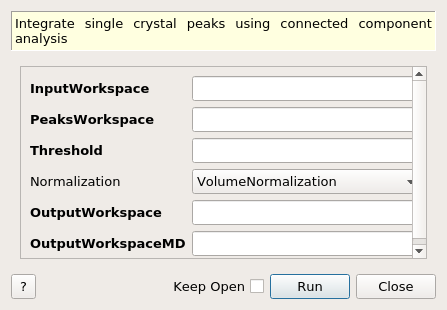 Integrate single crystal peaks using connected component
analysis
InputWorkspace
PeaksWorkspace
Threshold
Normalization VolumeNormalization
OutputWorkspace
OutputWorkspaceMD
? Keep Open Run Close